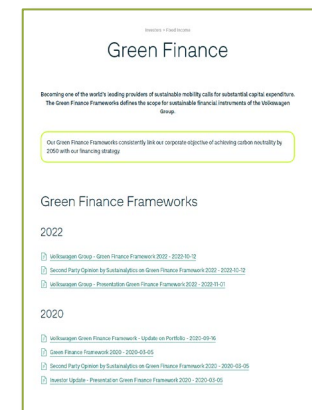 Investors > Fixed Income
Green Finance
Becoming one of the world's leading providers of sustainable mobility calls for substantial capital expenditure.
The Green Finance Frameworks defines the scope for sustainable financial instruments of the Volkswagen
Group.
Our Green Finance Frameworks consistently link our corporate objective of achieving carbon neutrality by
2050 with our financing strategy.
Green Finance Frameworks
2022
Volkswagen Group - Green Finance Framework 2022 - 2022-10-12
Second Party Opinion by Sustainalytics on Green Framework 2022 - 2022-10-12
Volkswagen Group - Presentation Green Finance Framework 2022 - 2022-11-01
2020
Volkswagen Green Finance Framework - Update on Portfolio - 2020-09-16
Green Finance Framework 2020 - 2020-03-05
Second Party Opinion by Sustainalytics on Green Framework 2020 - 2020-03-05
Investor Update - Presentation Green Finance Framework 2020 - 2020-03-05